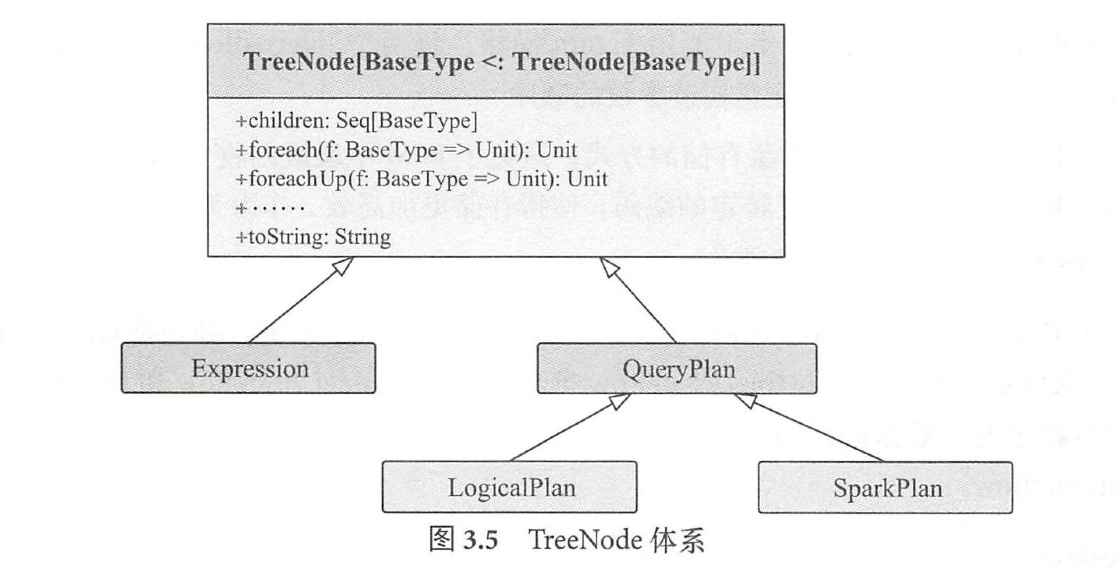 TreeNode[BaseType <: TreeNode[BaseType]]
+children: Seq[BaseType]
+foreach(f: BaseType => Unit): Unit
+foreachUp(f: BaseType => Unit): Unit
+······
+toString: String
Expression
QueryPlan
LogicalPlan
SparkPlan
图 3.5 TreeNode 体系